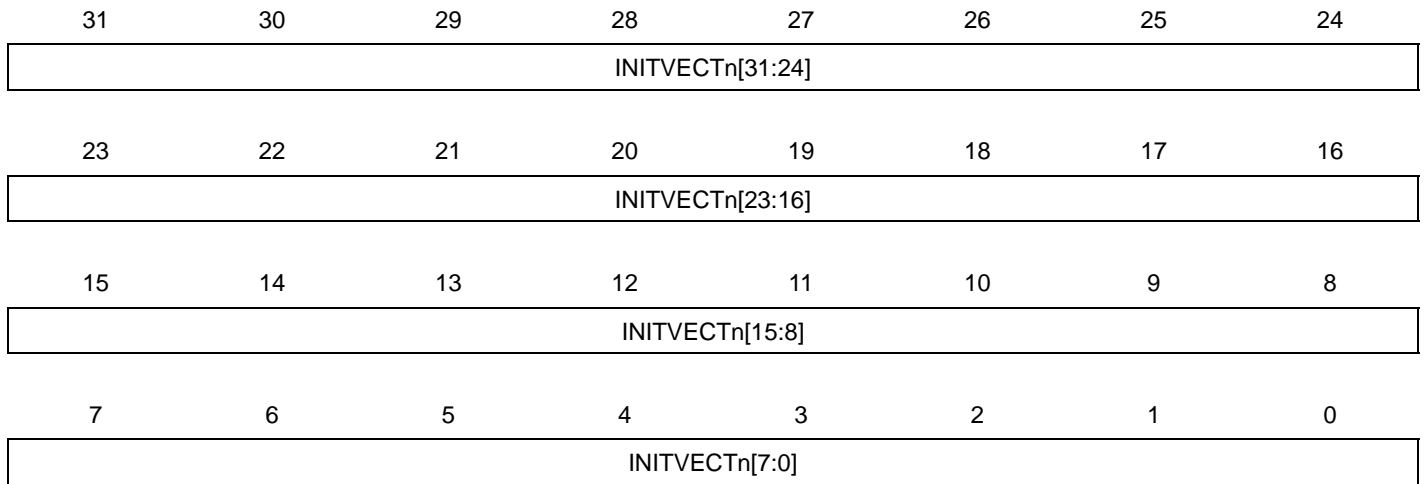 31 30 29 28 27 26 25 24
INITVECTn[31:24]
23 22 21 20 19 18 17 16
INITVECTn[23:16]
15 14 13 12 11 10 9 8
INITVECTn[15:8]
7 6 5 4 3 2 1 0
INITVECTn[7:0]